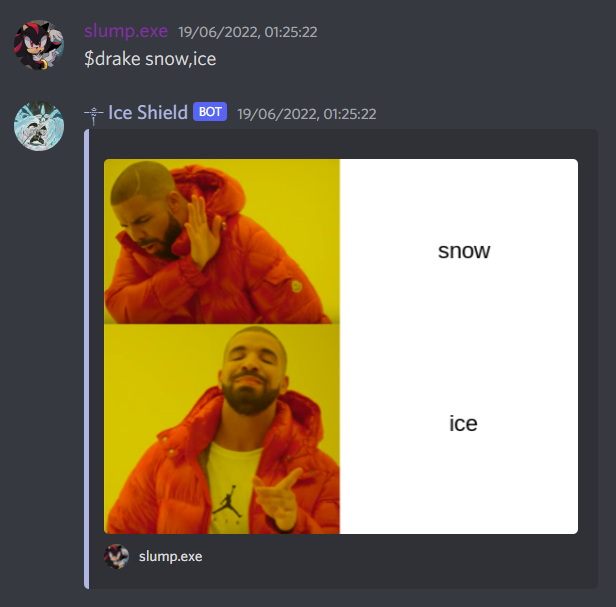 slump.exe 19/06/2022, 01:25:22
$drake snow,ice
Ice Shield BOT 19/06/2022, 01:25:22
snow
ice
slump.exe